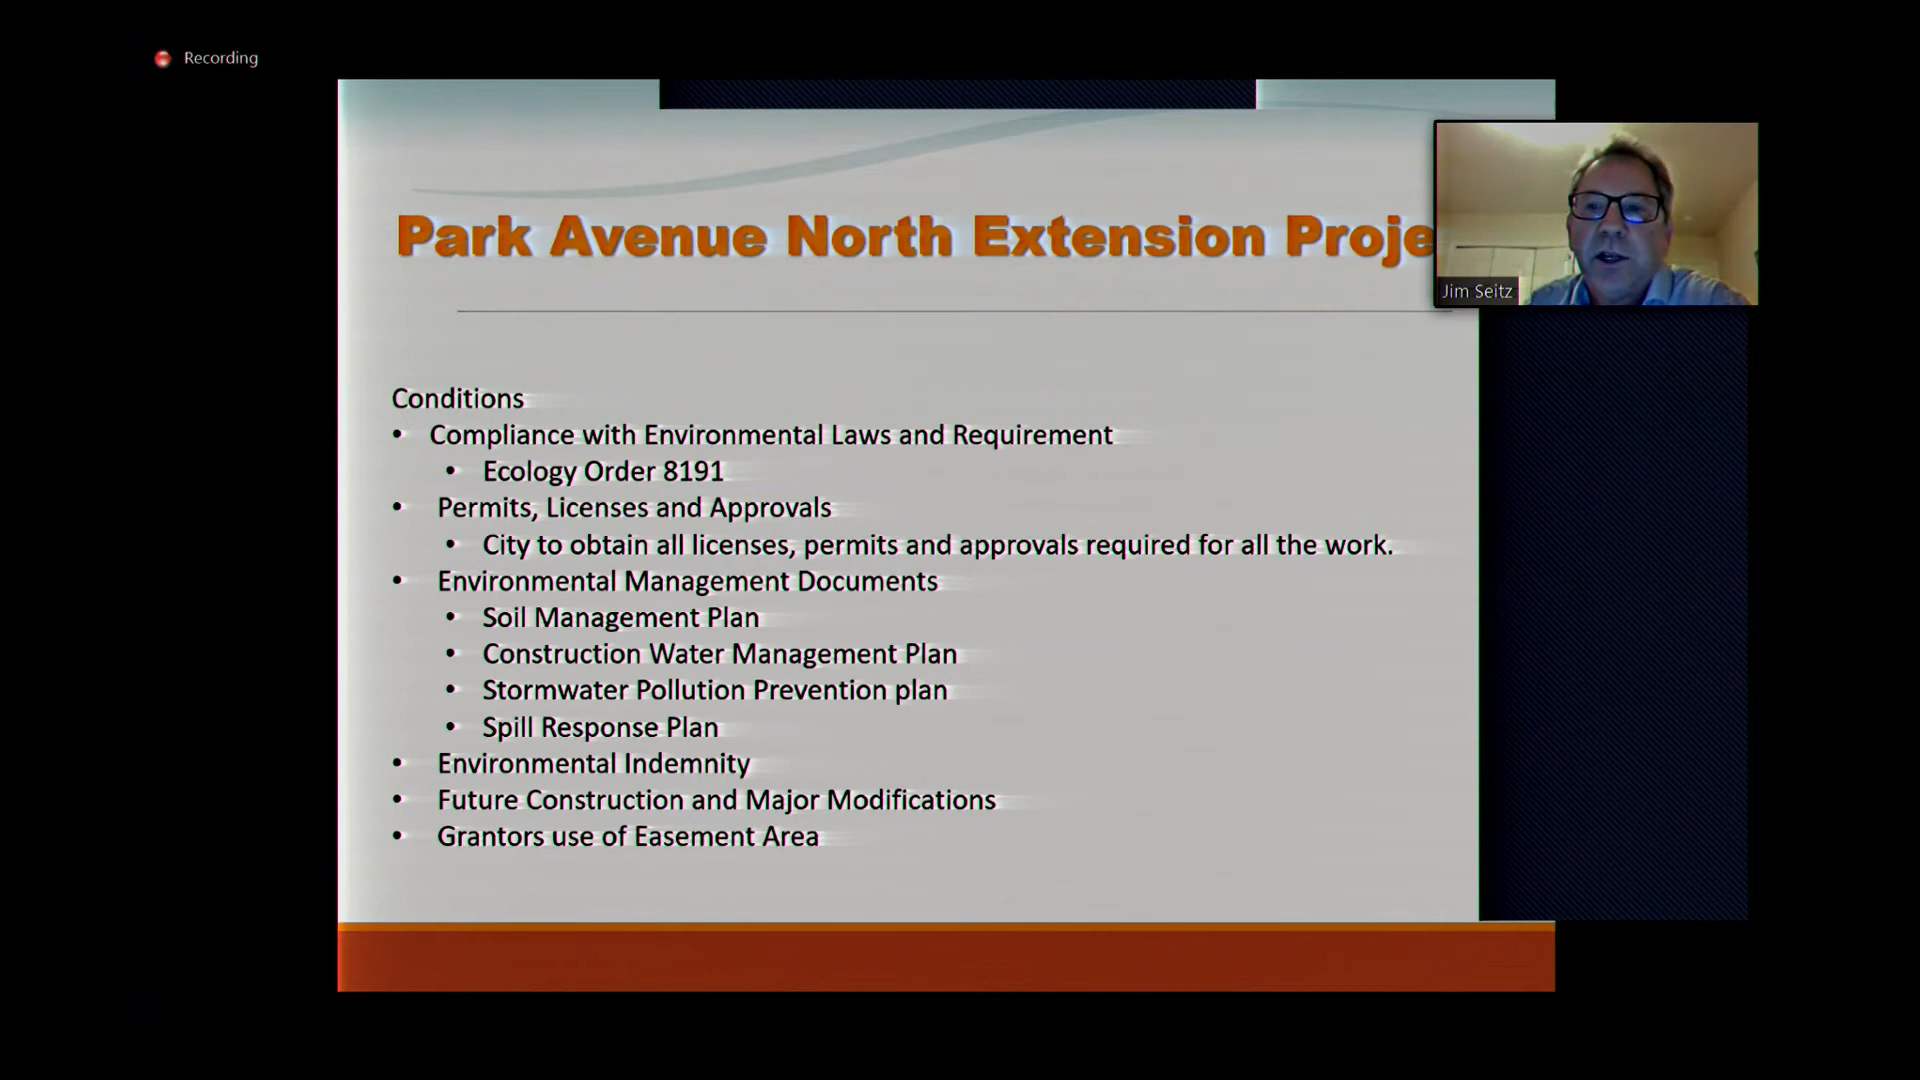 Recording
Park Avenue North Extension Proje
Jim Seitz
Conditions
• Compliance with Environmental Laws and Requirement
• Ecology Order 8191
• Permits, Licenses and Approvals
• City to obtain all licenses, permits and approvals required for all the work.
• Environmental Management Documents
• Soil Management Plan
• Construction Water Management Plan
• Stormwater Pollution Prevention plan
• Spill Response Plan
• Environmental Indemnity
• Future Construction and Major Modifications
• Grantors use of Easement Area